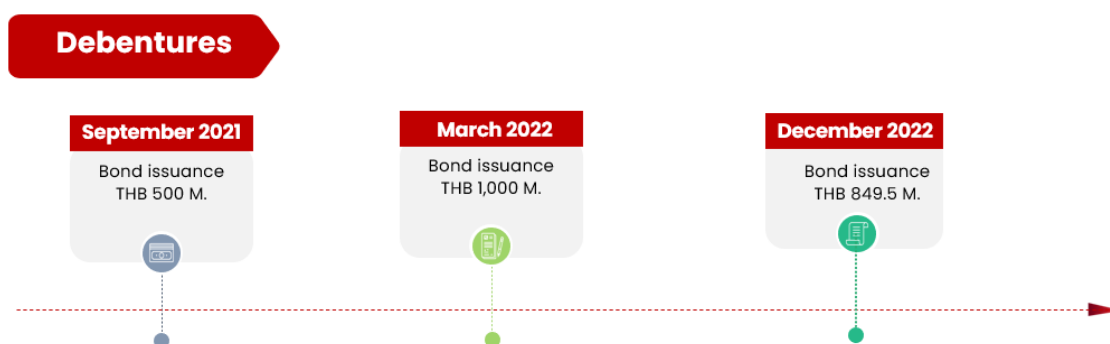 Debentures
September 2021
Bond issuance
THB 500 M.
March 2022
Bond issuance
THB 1,000 M.
December 2022
Bond issuance
THB 849.5 M.